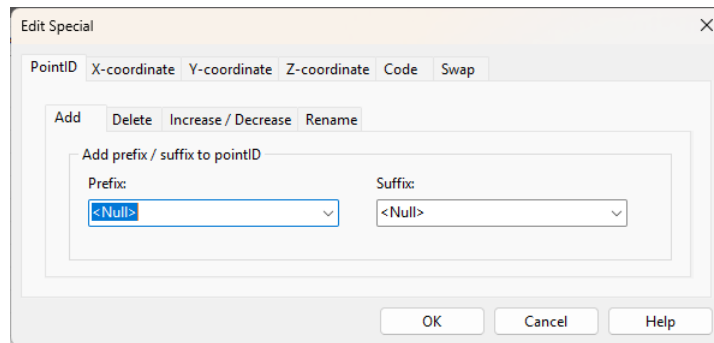 Edit Special
PointID X-coordinate Y-coordinate Z-coordinate Code Swap
Add Delete Increase / Decrease Rename
Add prefix / suffix to pointID
Prefix: Suffix:
<Null> <Null>
OK Cancel Help